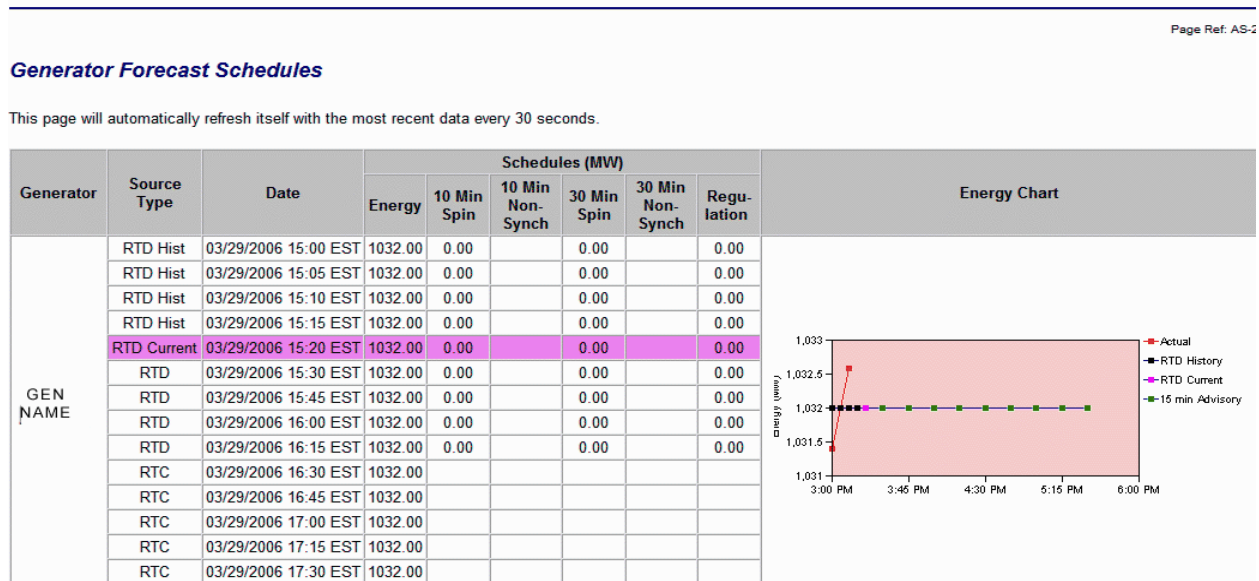 Page Ref: AS-2
Generator Forecast Schedules
This page will automatically refresh itself with the most recent data every 30 seconds.
Generator Source Type Date Schedules (MW) Energy Chart
Energy 10 Min Spin 10 Min Non-Synch 30 Min Spin 30 Min Non-Synch Regu-lation
GEN NAME
RTD Hist 03/29/2006 15:00 EST 1032.00 0.00 0.00 0.00
RTD Hist 03/29/2006 15:05 EST 1032.00 0.00 0.00 0.00
RTD Hist 03/29/2006 15:10 EST 1032.00 0.00 0.00 0.00
RTD Hist 03/29/2006 15:15 EST 1032.00 0.00 0.00 0.00
RTD Current 03/29/2006 15:20 EST 1032.00 0.00 0.00 0.00
RTD 03/29/2006 15:30 EST 1032.00 0.00 0.00 0.00
RTD 03/29/2006 15:45 EST 1032.00 0.00 0.00 0.00
RTD 03/29/2006 16:00 EST 1032.00 0.00 0.00 0.00
RTD 03/29/2006 16:15 EST 1032.00 0.00 0.00 0.00
RTC 03/29/2006 16:30 EST 1032.00
RTC 03/29/2006 16:45 EST 1032.00
RTC 03/29/2006 17:00 EST 1032.00
RTC 03/29/2006 17:15 EST 1032.00
RTC 03/29/2006 17:30 EST 1032.00
1,033
1,032.5
1,032
1,031.5
1,031
3:00 PM 3:45 PM 4:30 PM 5:15 PM 6:00 PM
Actual
RTD History
RTD Current
15 min Advisory